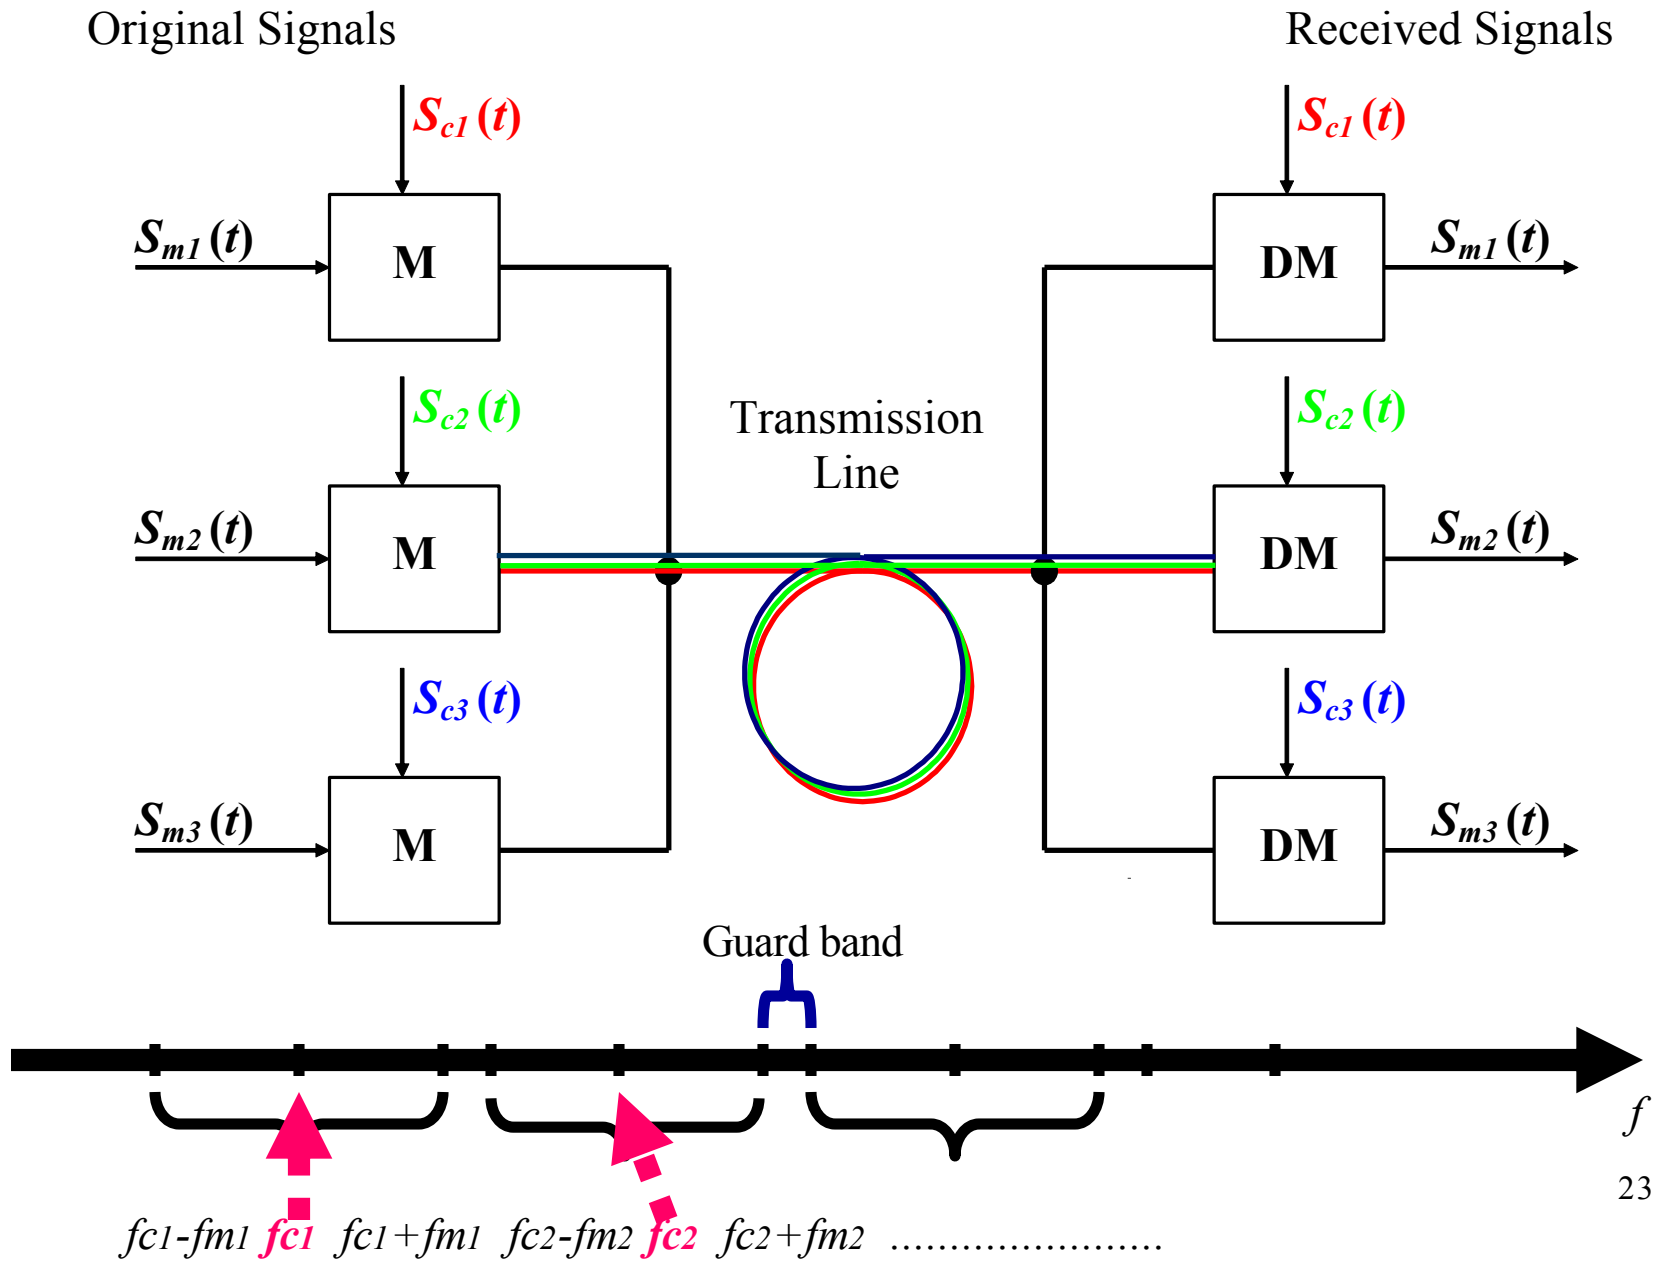 Original Signals Received Signals
Sc1 (t) Sc1 (t)
Sm1 (t) M DM Sm1 (t)
Sc2 (t) Sc2 (t)
Transmission
Line
Sm2 (t) M DM Sm2 (t)
Sc3 (t) Sc3 (t)
Sm3 (t) M DM Sm3 (t)
Guard band
f
23
fc1-fm1 fc1 fc1+fm1 fc2-fm2 fc2 fc2+fm2 .......................